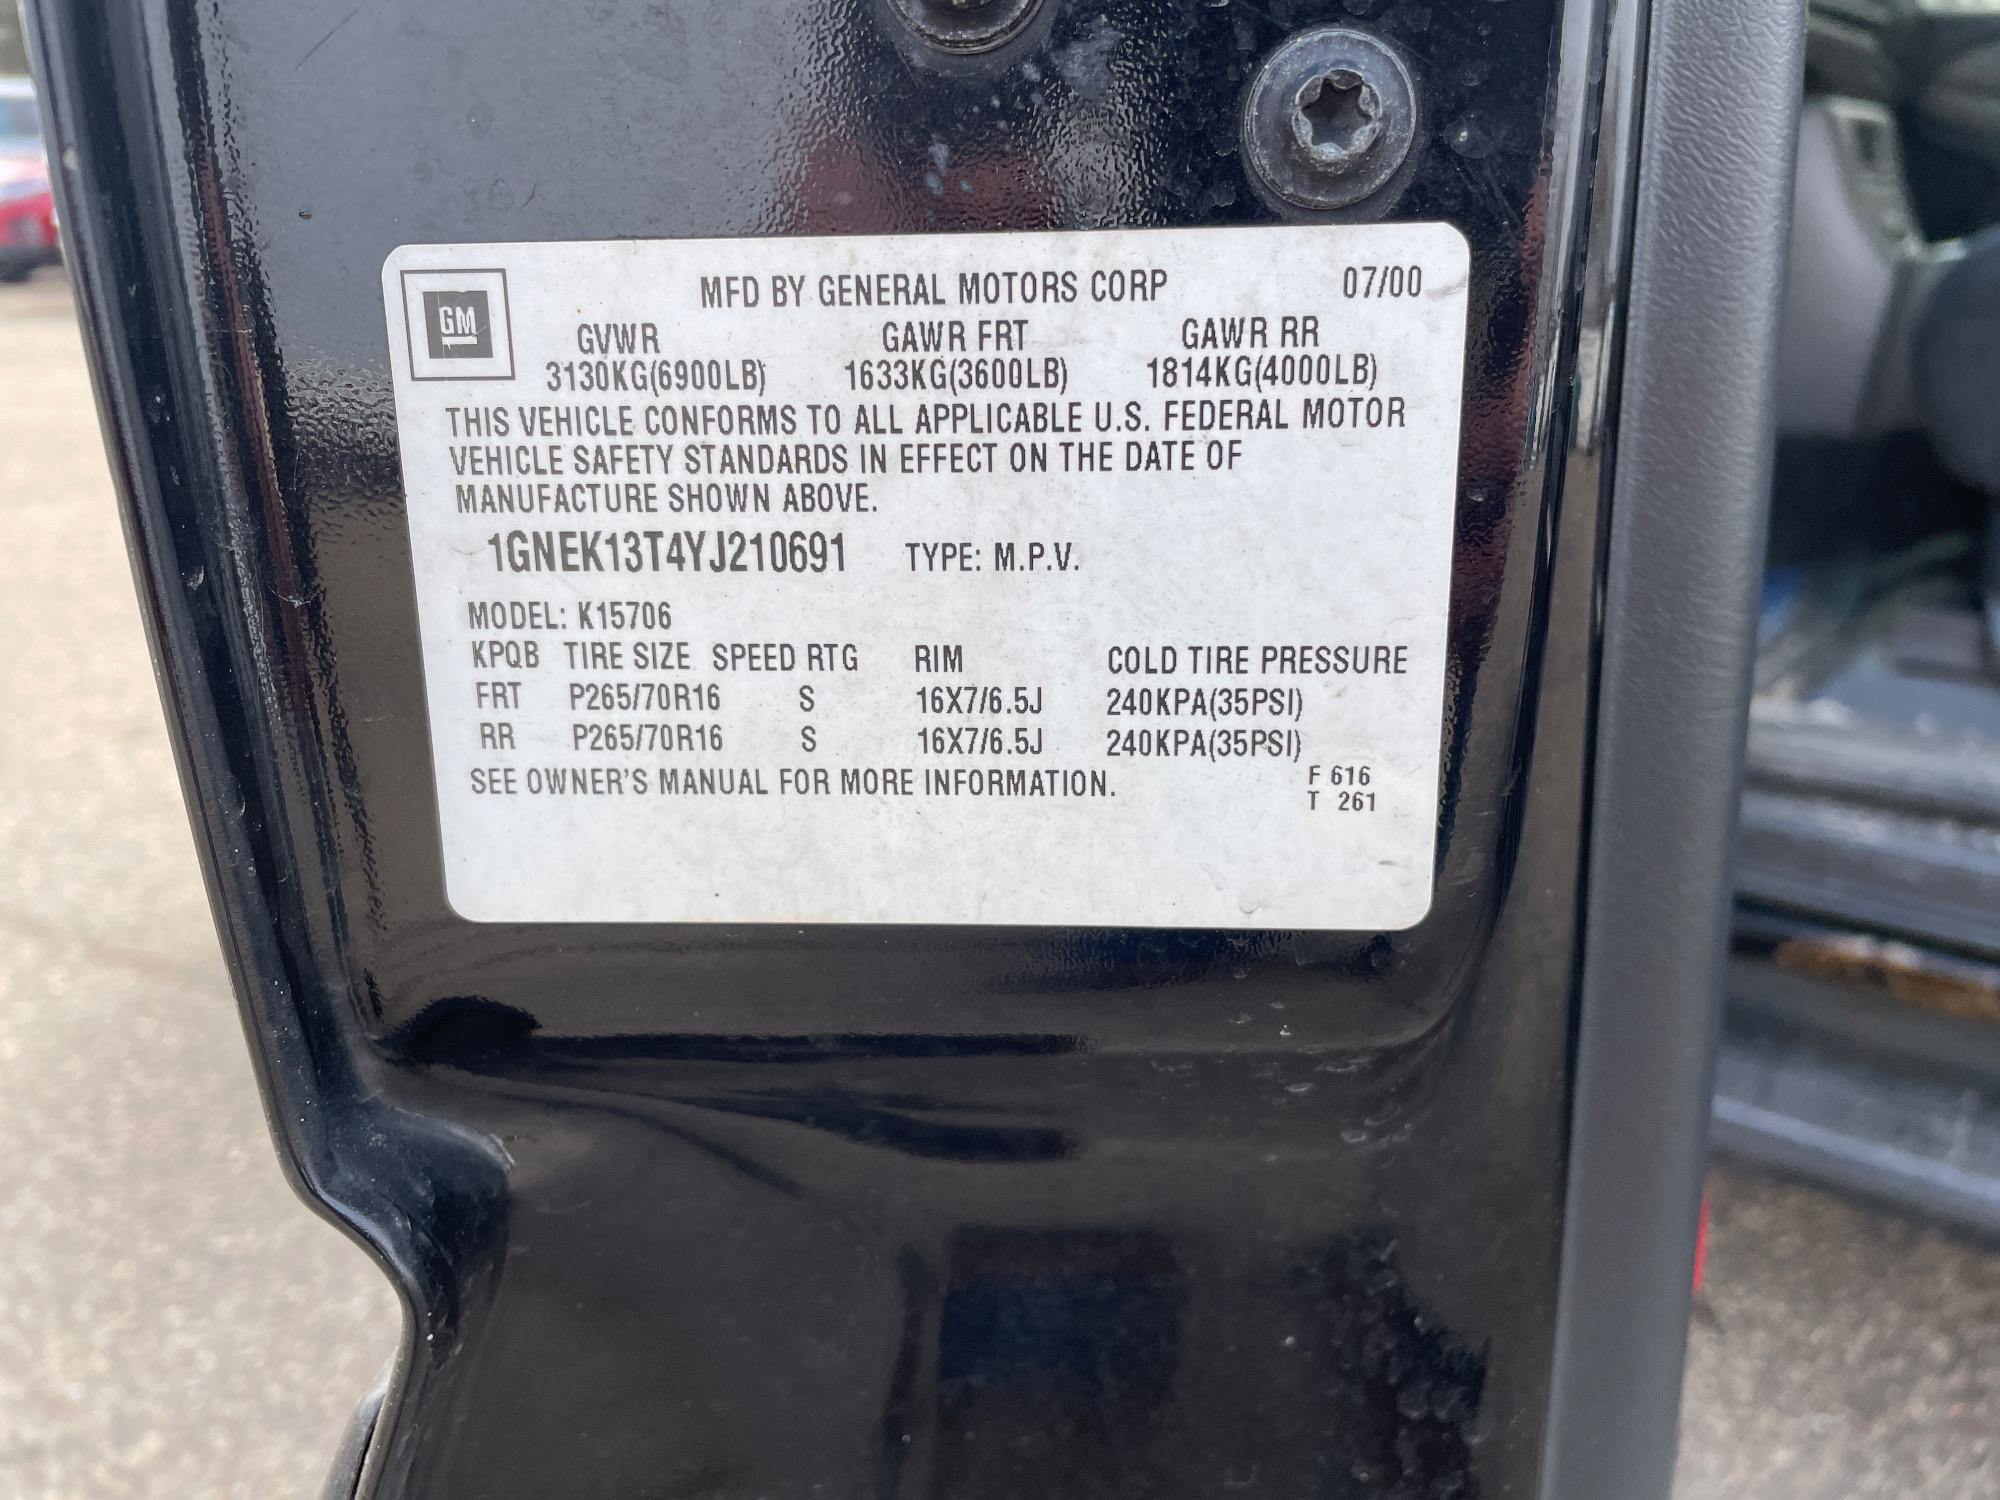 GM
MFD BY GENERAL MOTORS CORP 07/00
GVWR GAWR FRT GAWR RR
3130KG(6900LB) 1633KG(3600LB) 1814KG(4000LB)
THIS VEHICLE CONFORMS TO ALL APPLICABLE U.S. FEDERAL MOTOR
VEHICLE SAFETY STANDARDS IN EFFECT ON THE DATE OF
MANUFACTURE SHOWN ABOVE.
1GNEK13T4YJ210691 TYPE: M.P.V.
MODEL: K15706
KPQB TIRE SIZE SPEED RTG RIM COLD TIRE PRESSURE
FRT P265/70R16 S 16X7/6.5J 240KPA(35PSI)
RR P265/70R16 S 16X7/6.5J 240KPA(35PSI)
SEE OWNER'S MANUAL FOR MORE INFORMATION. F 616
T 261